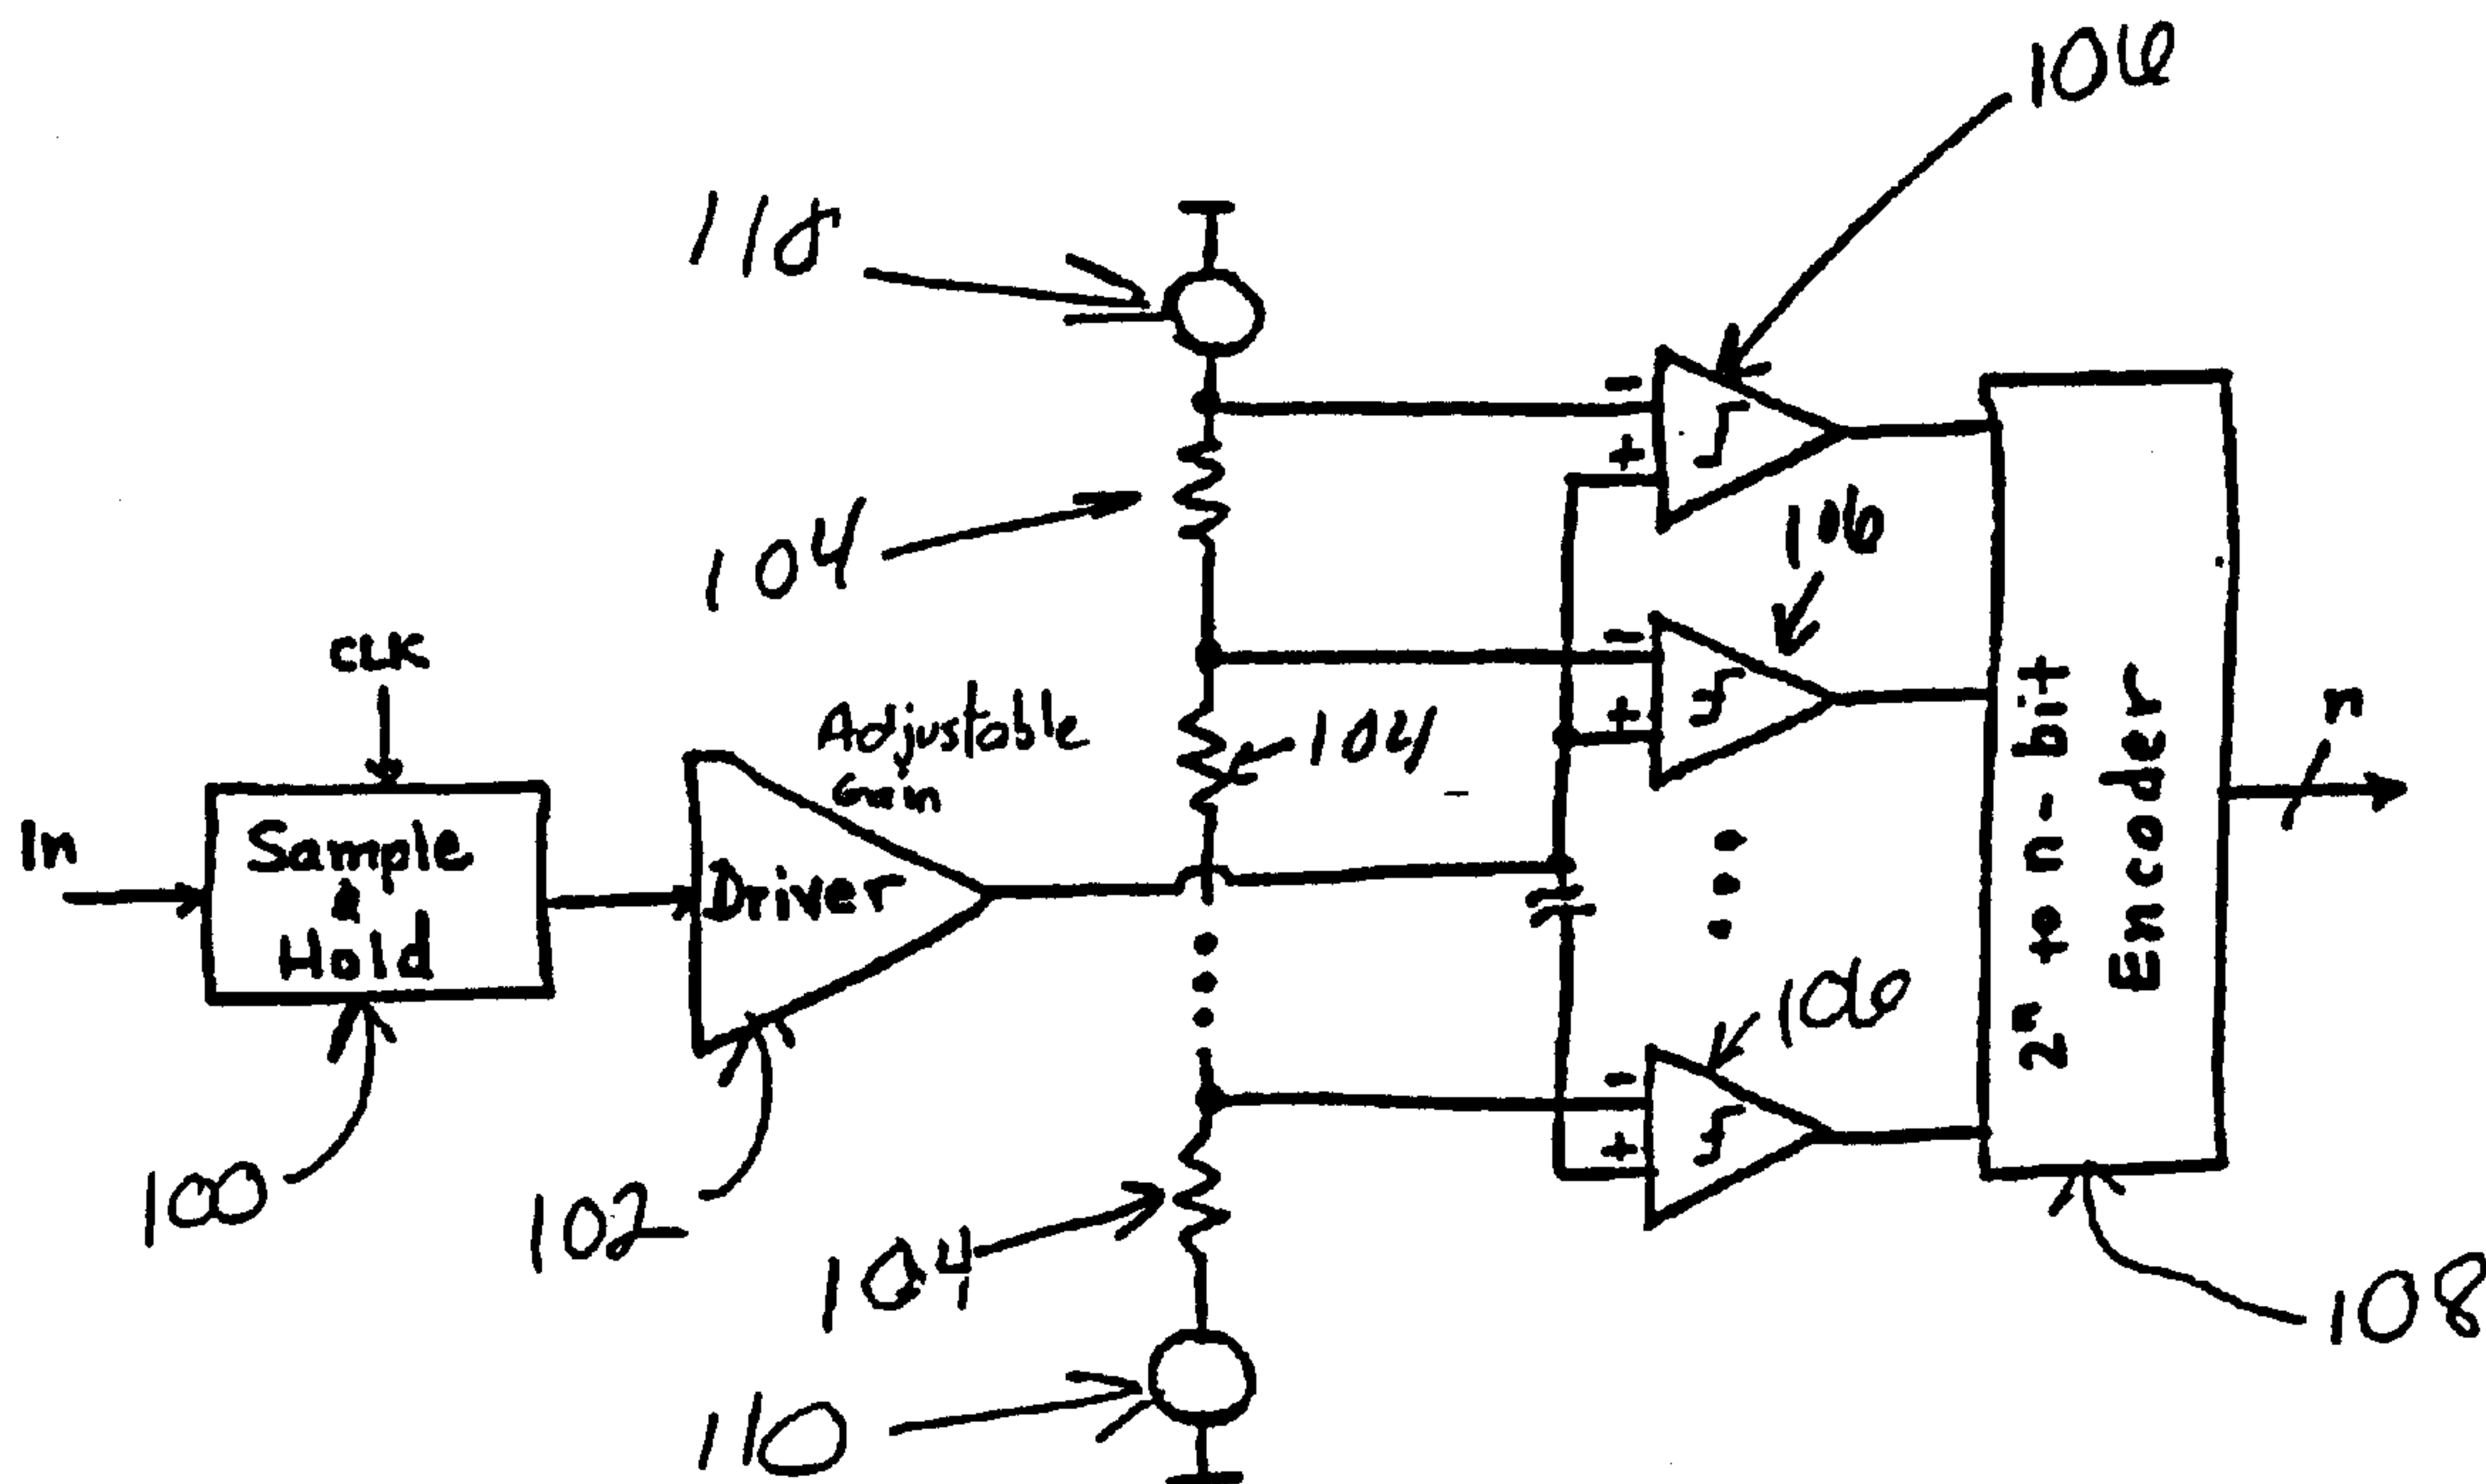 106
118
-
+
104
106
CLK
-
+
Adjustable
Gain
104
In
Sample
&
Hold
Driver
2ⁿ to n-bit
Encoder
n
106
-
+
100
102
104
108
110